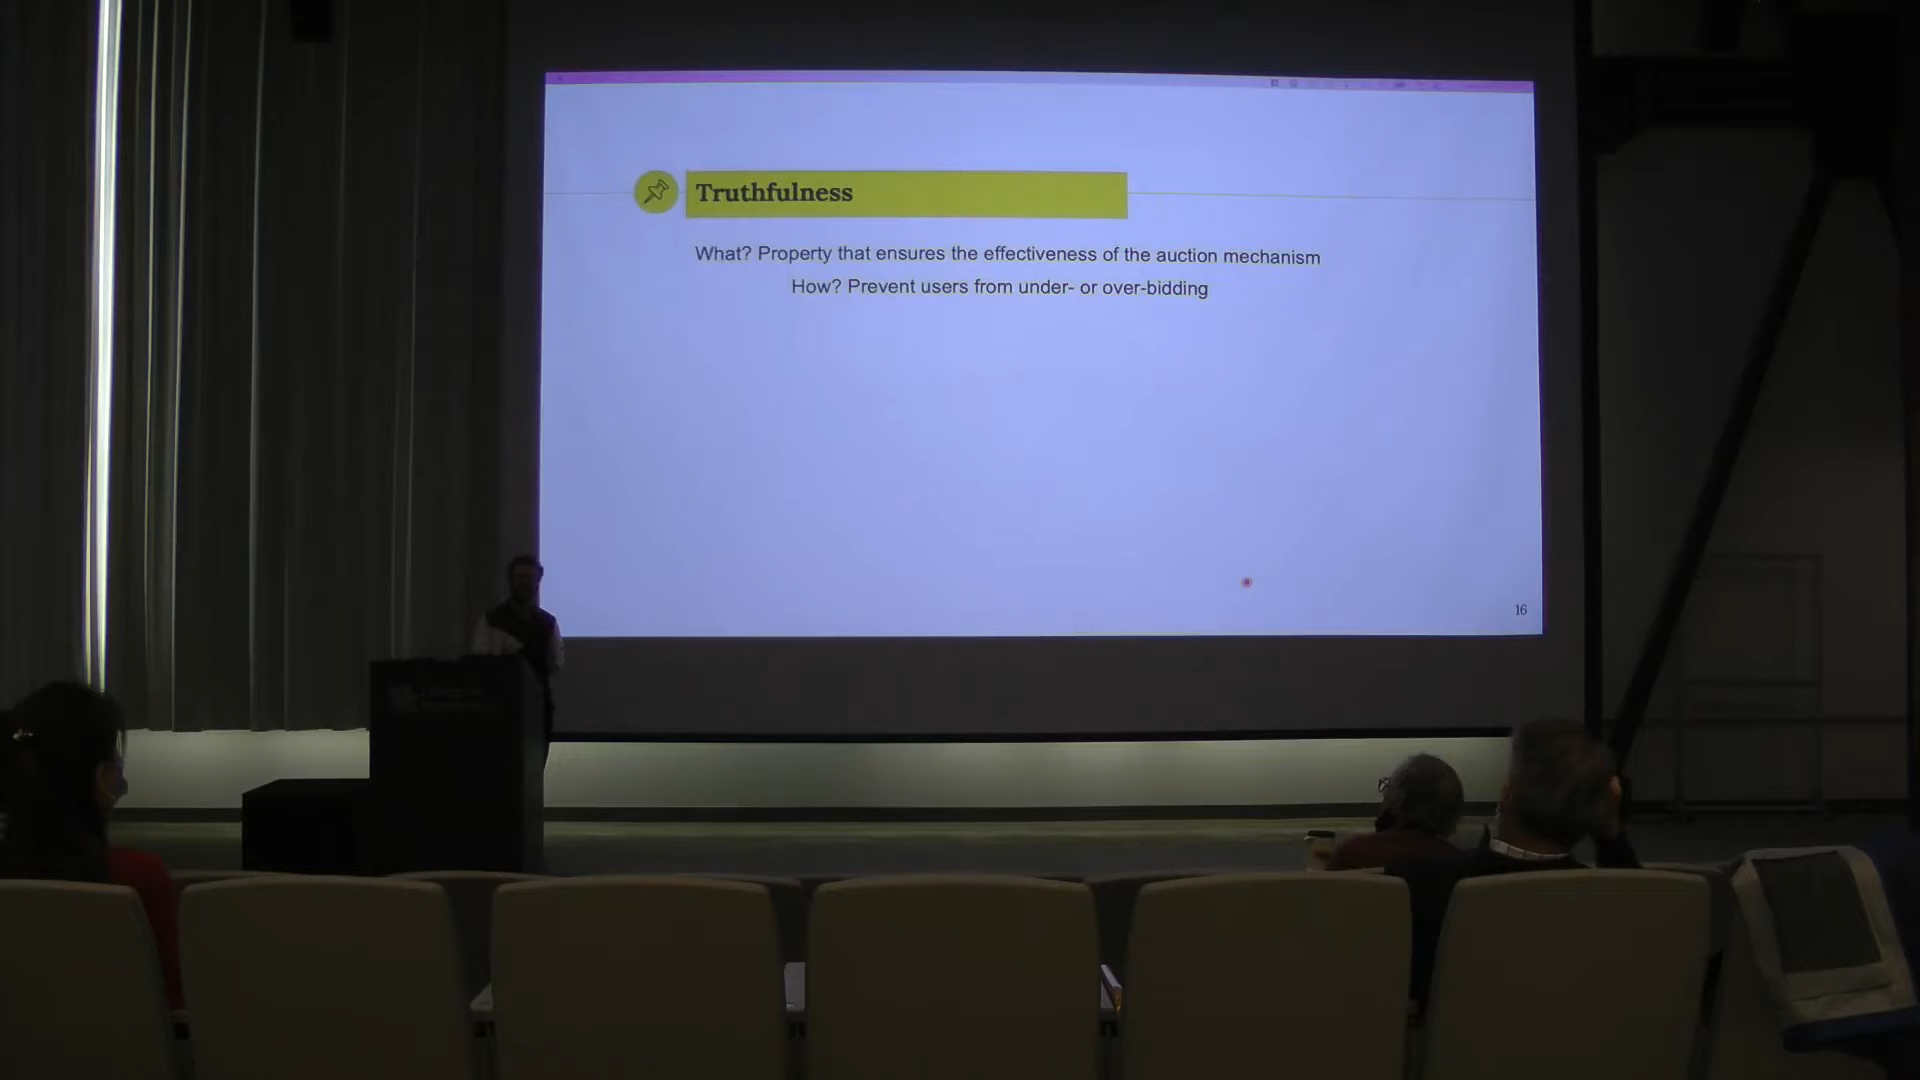 Truthfulness
What? Property that ensures the effectiveness of the auction mechanism
How? Prevent users from under- or over-bidding
16